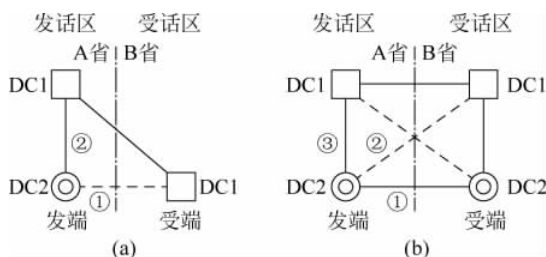 发话区 受话区
A省 B省
DC1
②
DC2 ① DC1
发端 受端
(a)
发话区 受话区
A省 B省
DC1 DC1
③ ②
DC2 ① DC2
发端 受端
(b)